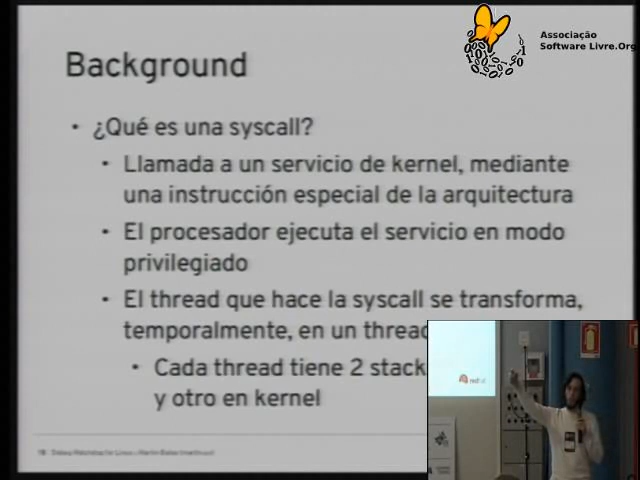 Associação
Software Livre.Org
Background
• ¿Qué es una syscall?
• Llamada a un servicio de kernel, mediante
una instrucción especial de la arquitectura
• El procesador ejecuta el servicio en modo
privilegiado
• El thread que hace la syscall se transforma,
temporalmente, en un thread
• Cada thread tiene 2 stack
y otro en kernel